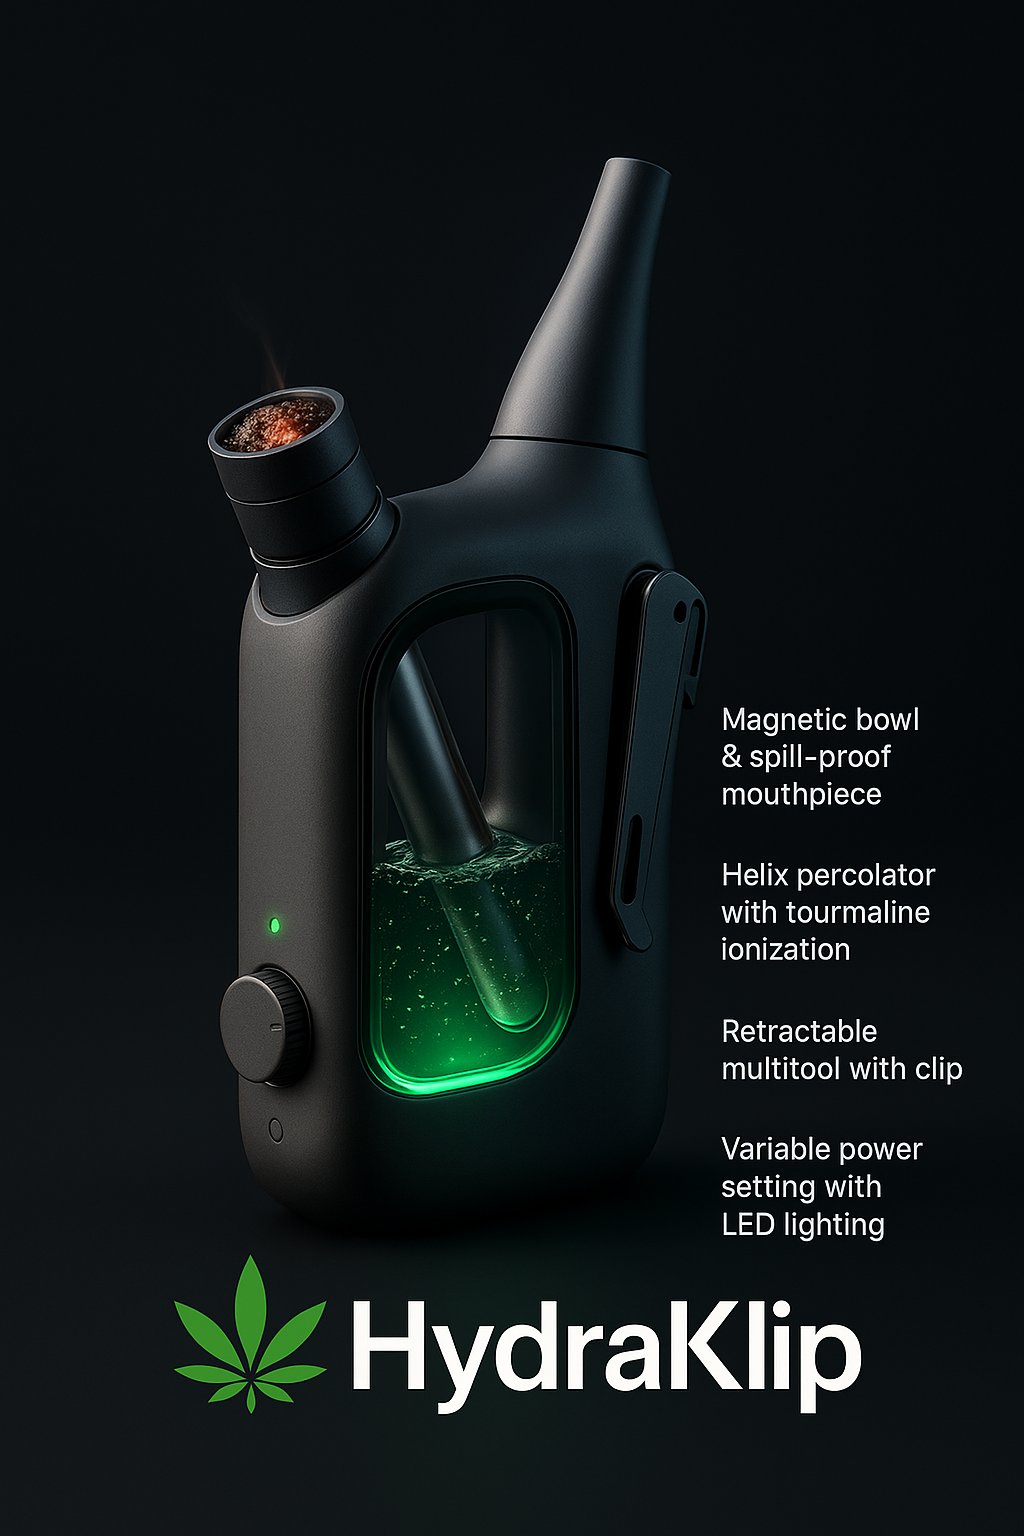 Magnetic bowl
& spill-proof
mouthpiece
Helix percolator
with tourmaline
ionization
Retractable
multitool with clip
Variable power
setting with
LED lighting
HydraKlip